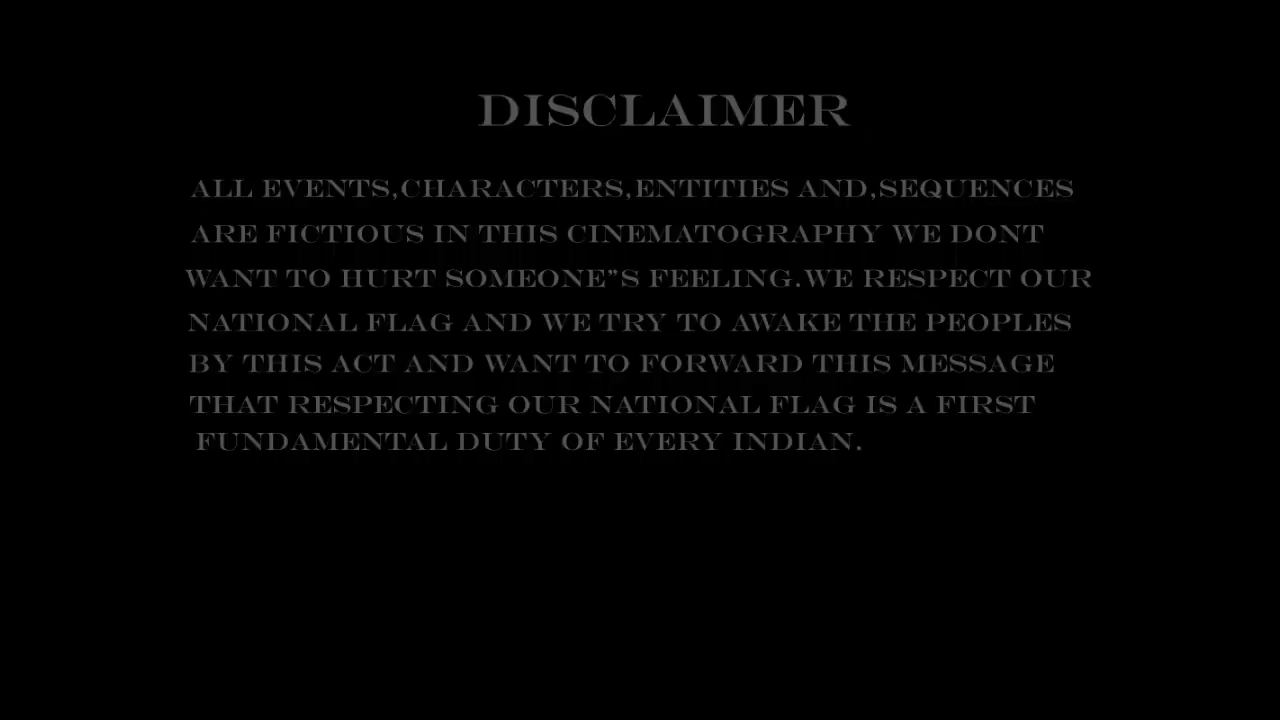 DISCLAIMER
ALL EVENTS,CHARACTERS,ENTITIES AND,SEQUENCES
ARE FICTIOUS IN THIS CINEMATOGRAPHY WE DONT
WANT TO HURT SOMEONE"S FEELING.WE RESPECT OUR
NATIONAL FLAG AND WE TRY TO AWAKE THE PEOPLES
BY THIS ACT AND WANT TO FORWARD THIS MESSAGE
THAT RESPECTING OUR NATIONAL FLAG IS A FIRST
FUNDAMENTAL DUTY OF EVERY INDIAN.